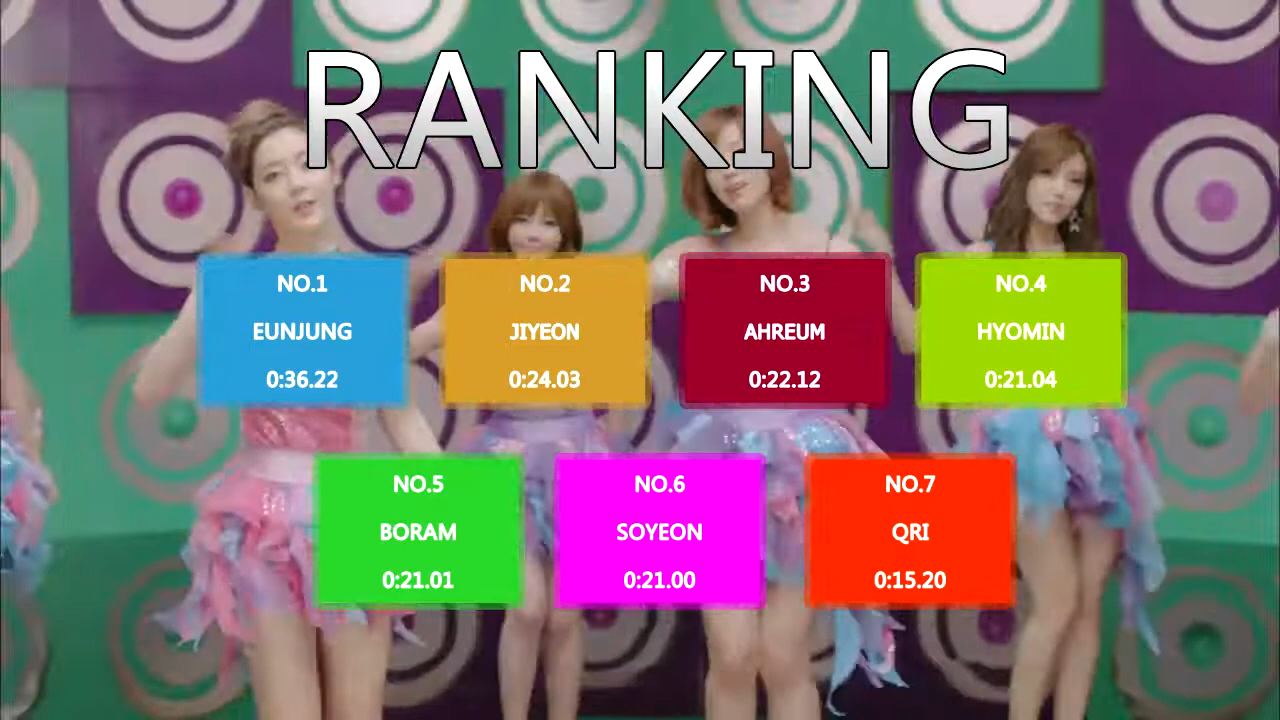 RANKING
NO.1
EUNJUNG
0:36.22
NO.2
JIYEON
0:24.03
NO.3
AHREUM
0:22.12
NO.4
HYOMIN
0:21.04
NO.5
BORAM
0:21.01
NO.6
SOYEON
0:21.00
NO.7
QRI
0:15.20